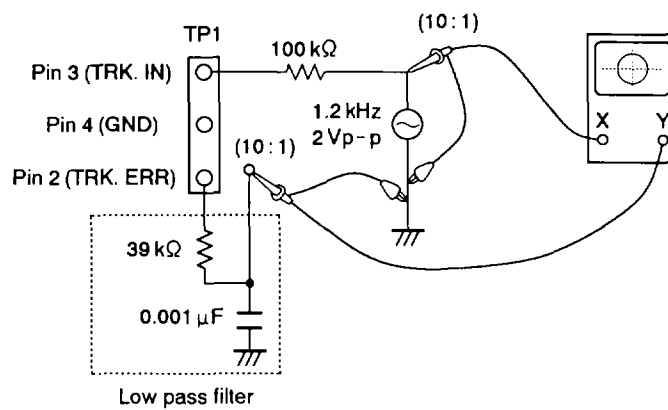 TP1
(10 : 1)
100 kΩ
Pin 3 (TRK. IN)
Pin 4 (GND)
1.2 kHz
2 Vp-p
X
Y
(10 : 1)
Pin 2 (TRK. ERR)
39 kΩ
0.001 μF
Low pass filter